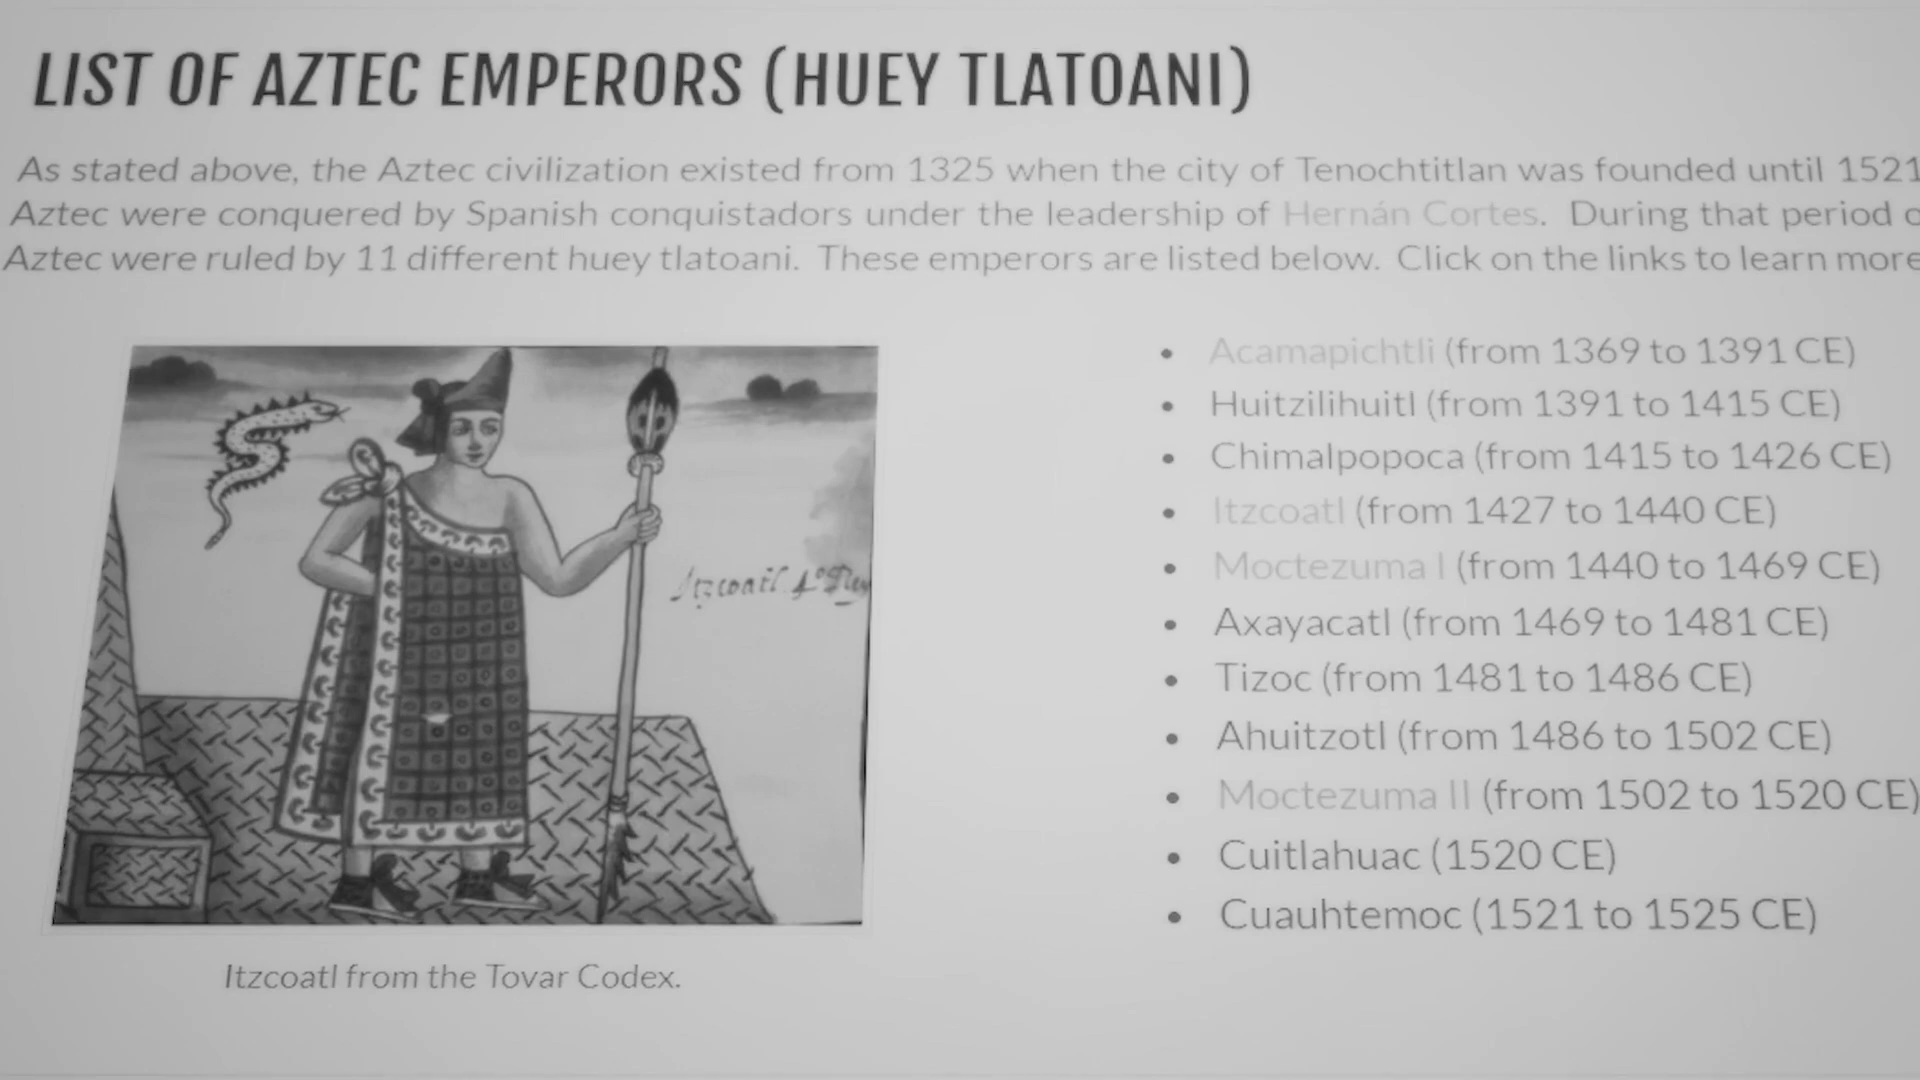 LIST OF AZTEC EMPERORS (HUEY TLATOANI)
As stated above, the Aztec civilization existed from 1325 when the city of Tenochtitlan was founded until 1521
Aztec were conquered by Spanish conquistadors under the leadership of Hernán Cortes. During that period
Aztec were ruled by 11 different huey tlatoani. These emperors are listed below. Click on the links to learn more
Itzcoatl 4º Rey
Itzcoatl from the Tovar Codex.
• Acamapichtli (from 1369 to 1391 CE)
• Huitzilihuitl (from 1391 to 1415 CE)
• Chimalpopoca (from 1415 to 1426 CE)
• Itzcoatl (from 1427 to 1440 CE)
• Moctezuma I (from 1440 to 1469 CE)
• Axayacatl (from 1469 to 1481 CE)
• Tizoc (from 1481 to 1486 CE)
• Ahuitzotl (from 1486 to 1502 CE)
• Moctezuma II (from 1502 to 1520 CE)
• Cuitlahuac (1520 CE)
• Cuauhtemoc (1521 to 1525 CE)